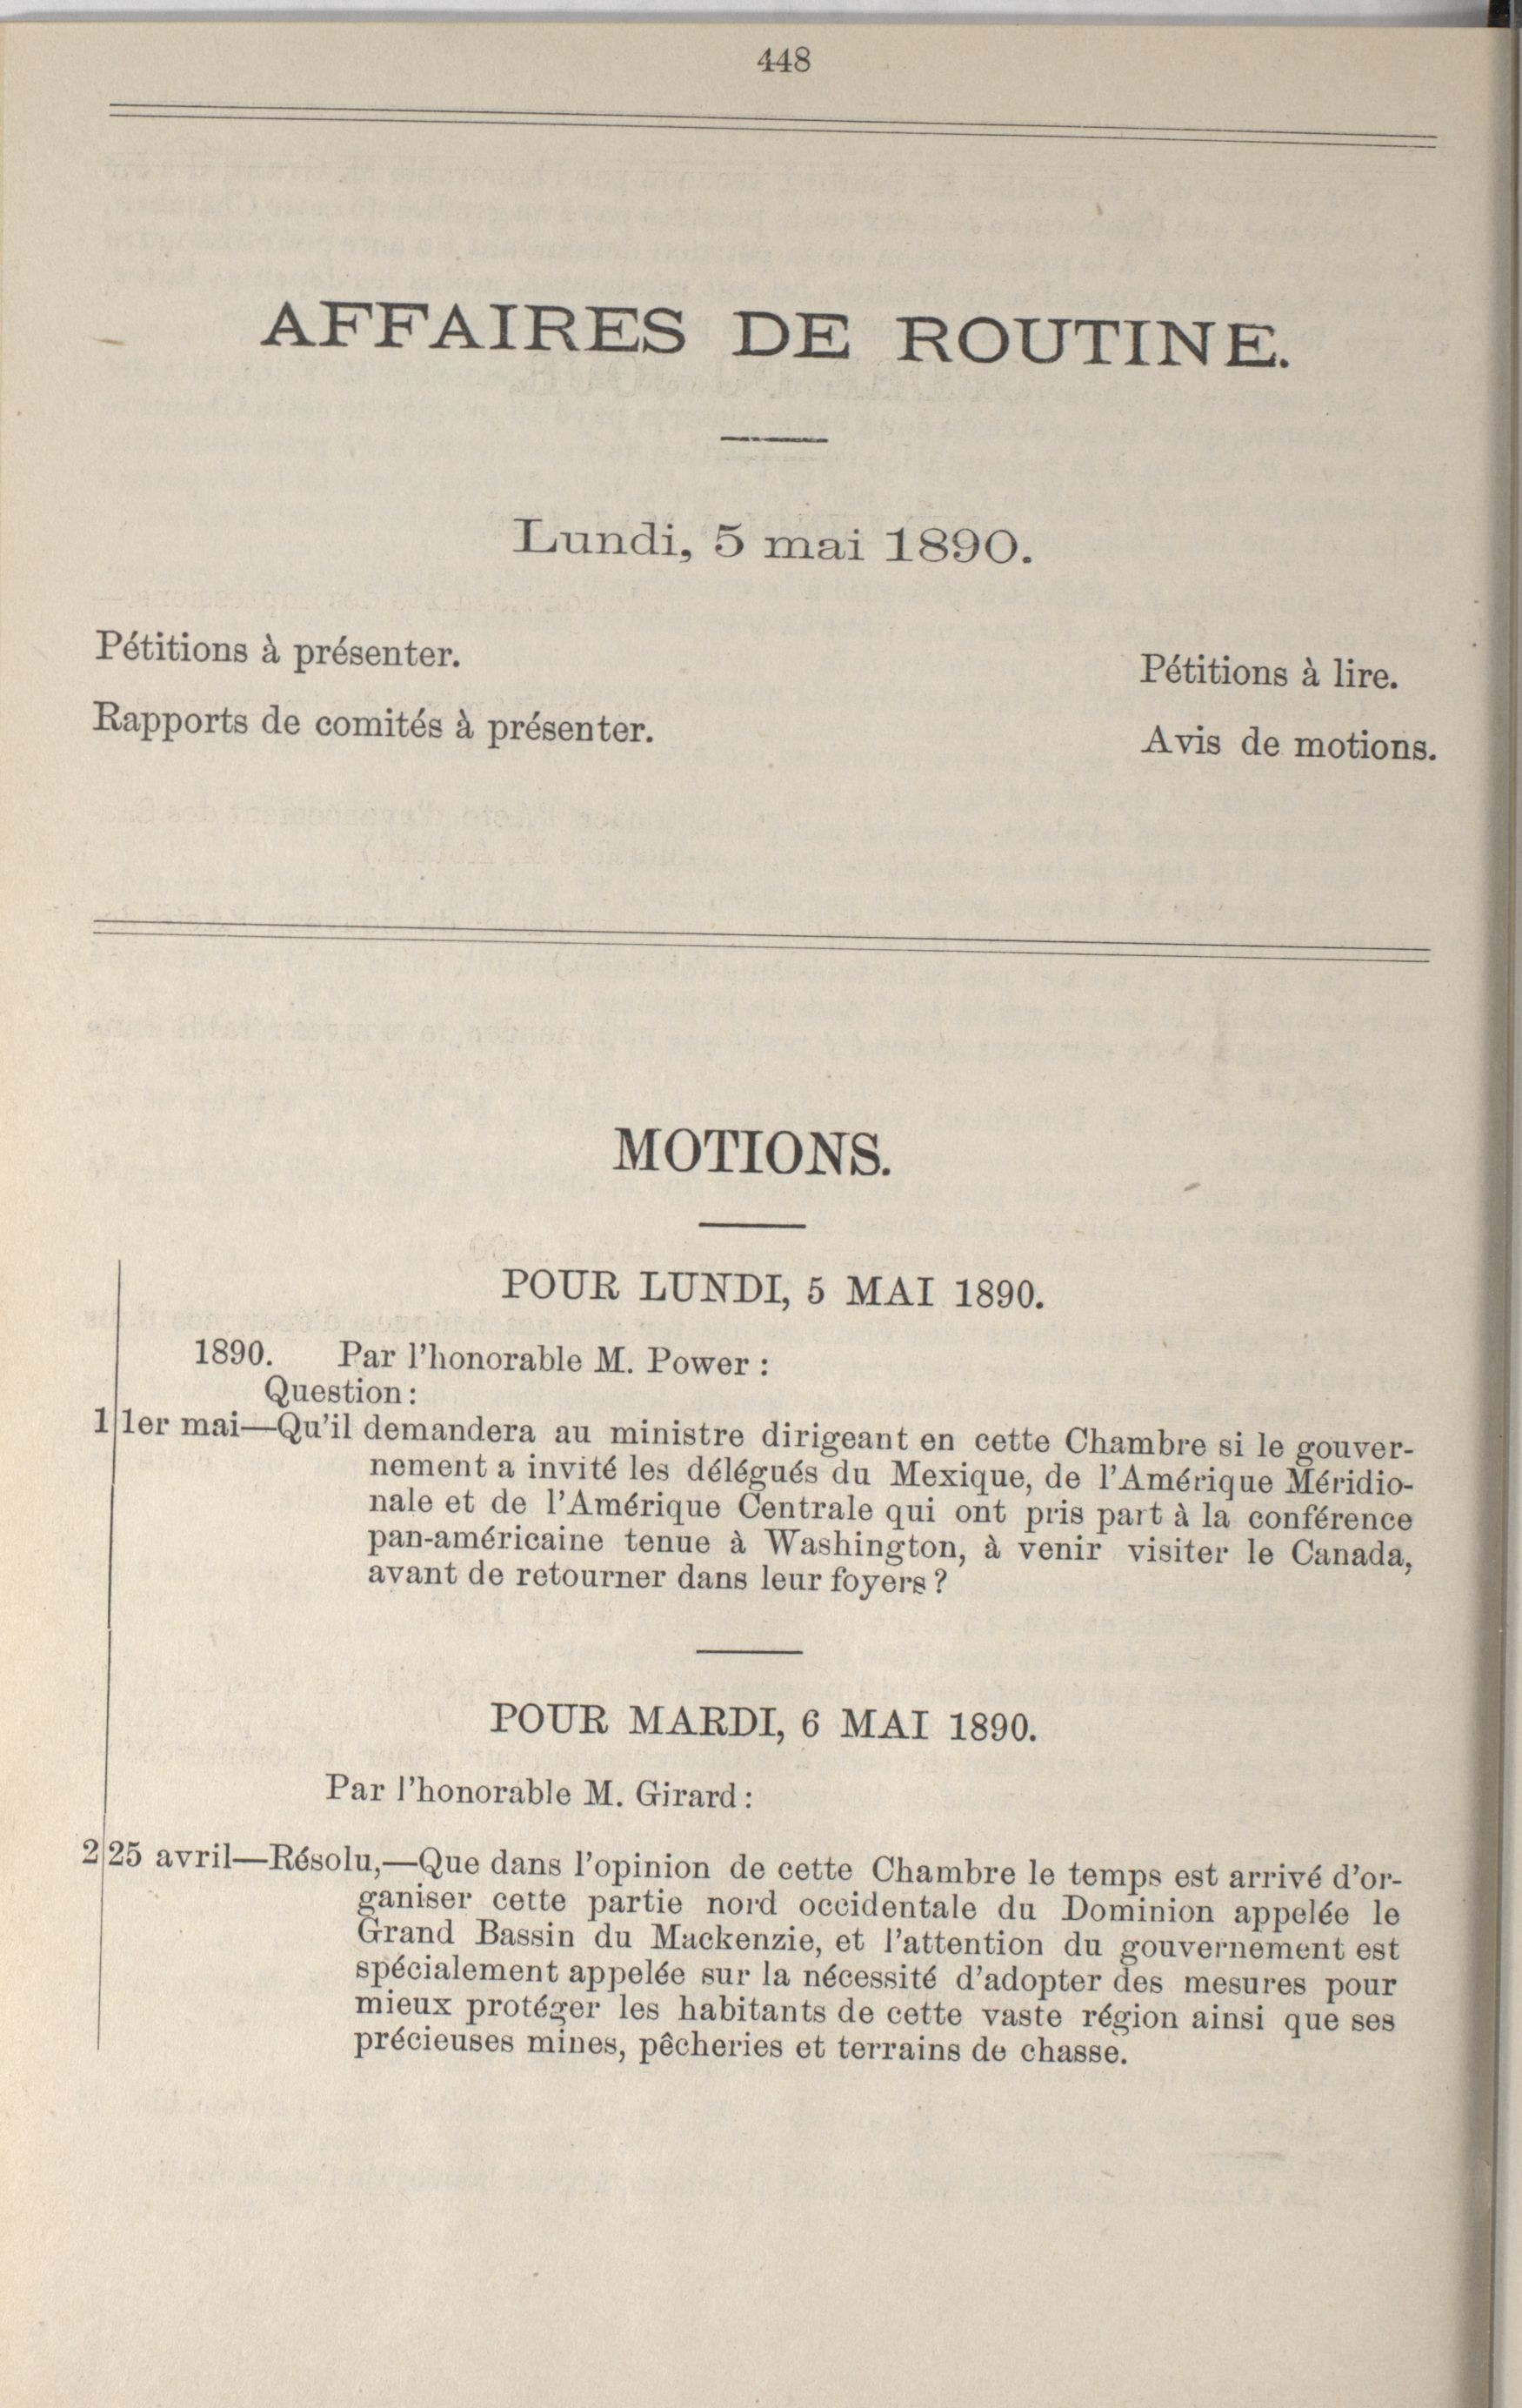 448
AFFAIRES DE ROUTINE.
Lundi, 5 mai 1890.
Pétitions à présenter.
Pétitions à lire.
Rapports de comités à présenter.
Avis de motions.
MOTIONS.
POUR LUNDI, 5 MAI 1890.
1890. Par l'honorable M. Power :
Question :
1 1er mai—Qu'il demandera au ministre dirigeant en cette Chambre si le gouver-
nement a invité les délégués du Mexique, de l'Amérique Méridio-
nale et de l'Amérique Centrale qui ont pris part à la conférence
pan-américaine tenue à Washington, à venir visiter le Canada,
avant de retourner dans leur foyers ?
POUR MARDI, 6 MAI 1890.
Par l'honorable M. Girard :
2 25 avril—Résolu,—Que dans l'opinion de cette Chambre le temps est arrivé d'or-
ganiser cette partie nord occidentale du Dominion appelée le
Grand Bassin du Mackenzie, et l'attention du gouvernement est
spécialement appelée sur la nécessité d'adopter des mesures pour
mieux protéger les habitants de cette vaste région ainsi que ses
précieuses mines, pêcheries et terrains de chasse.